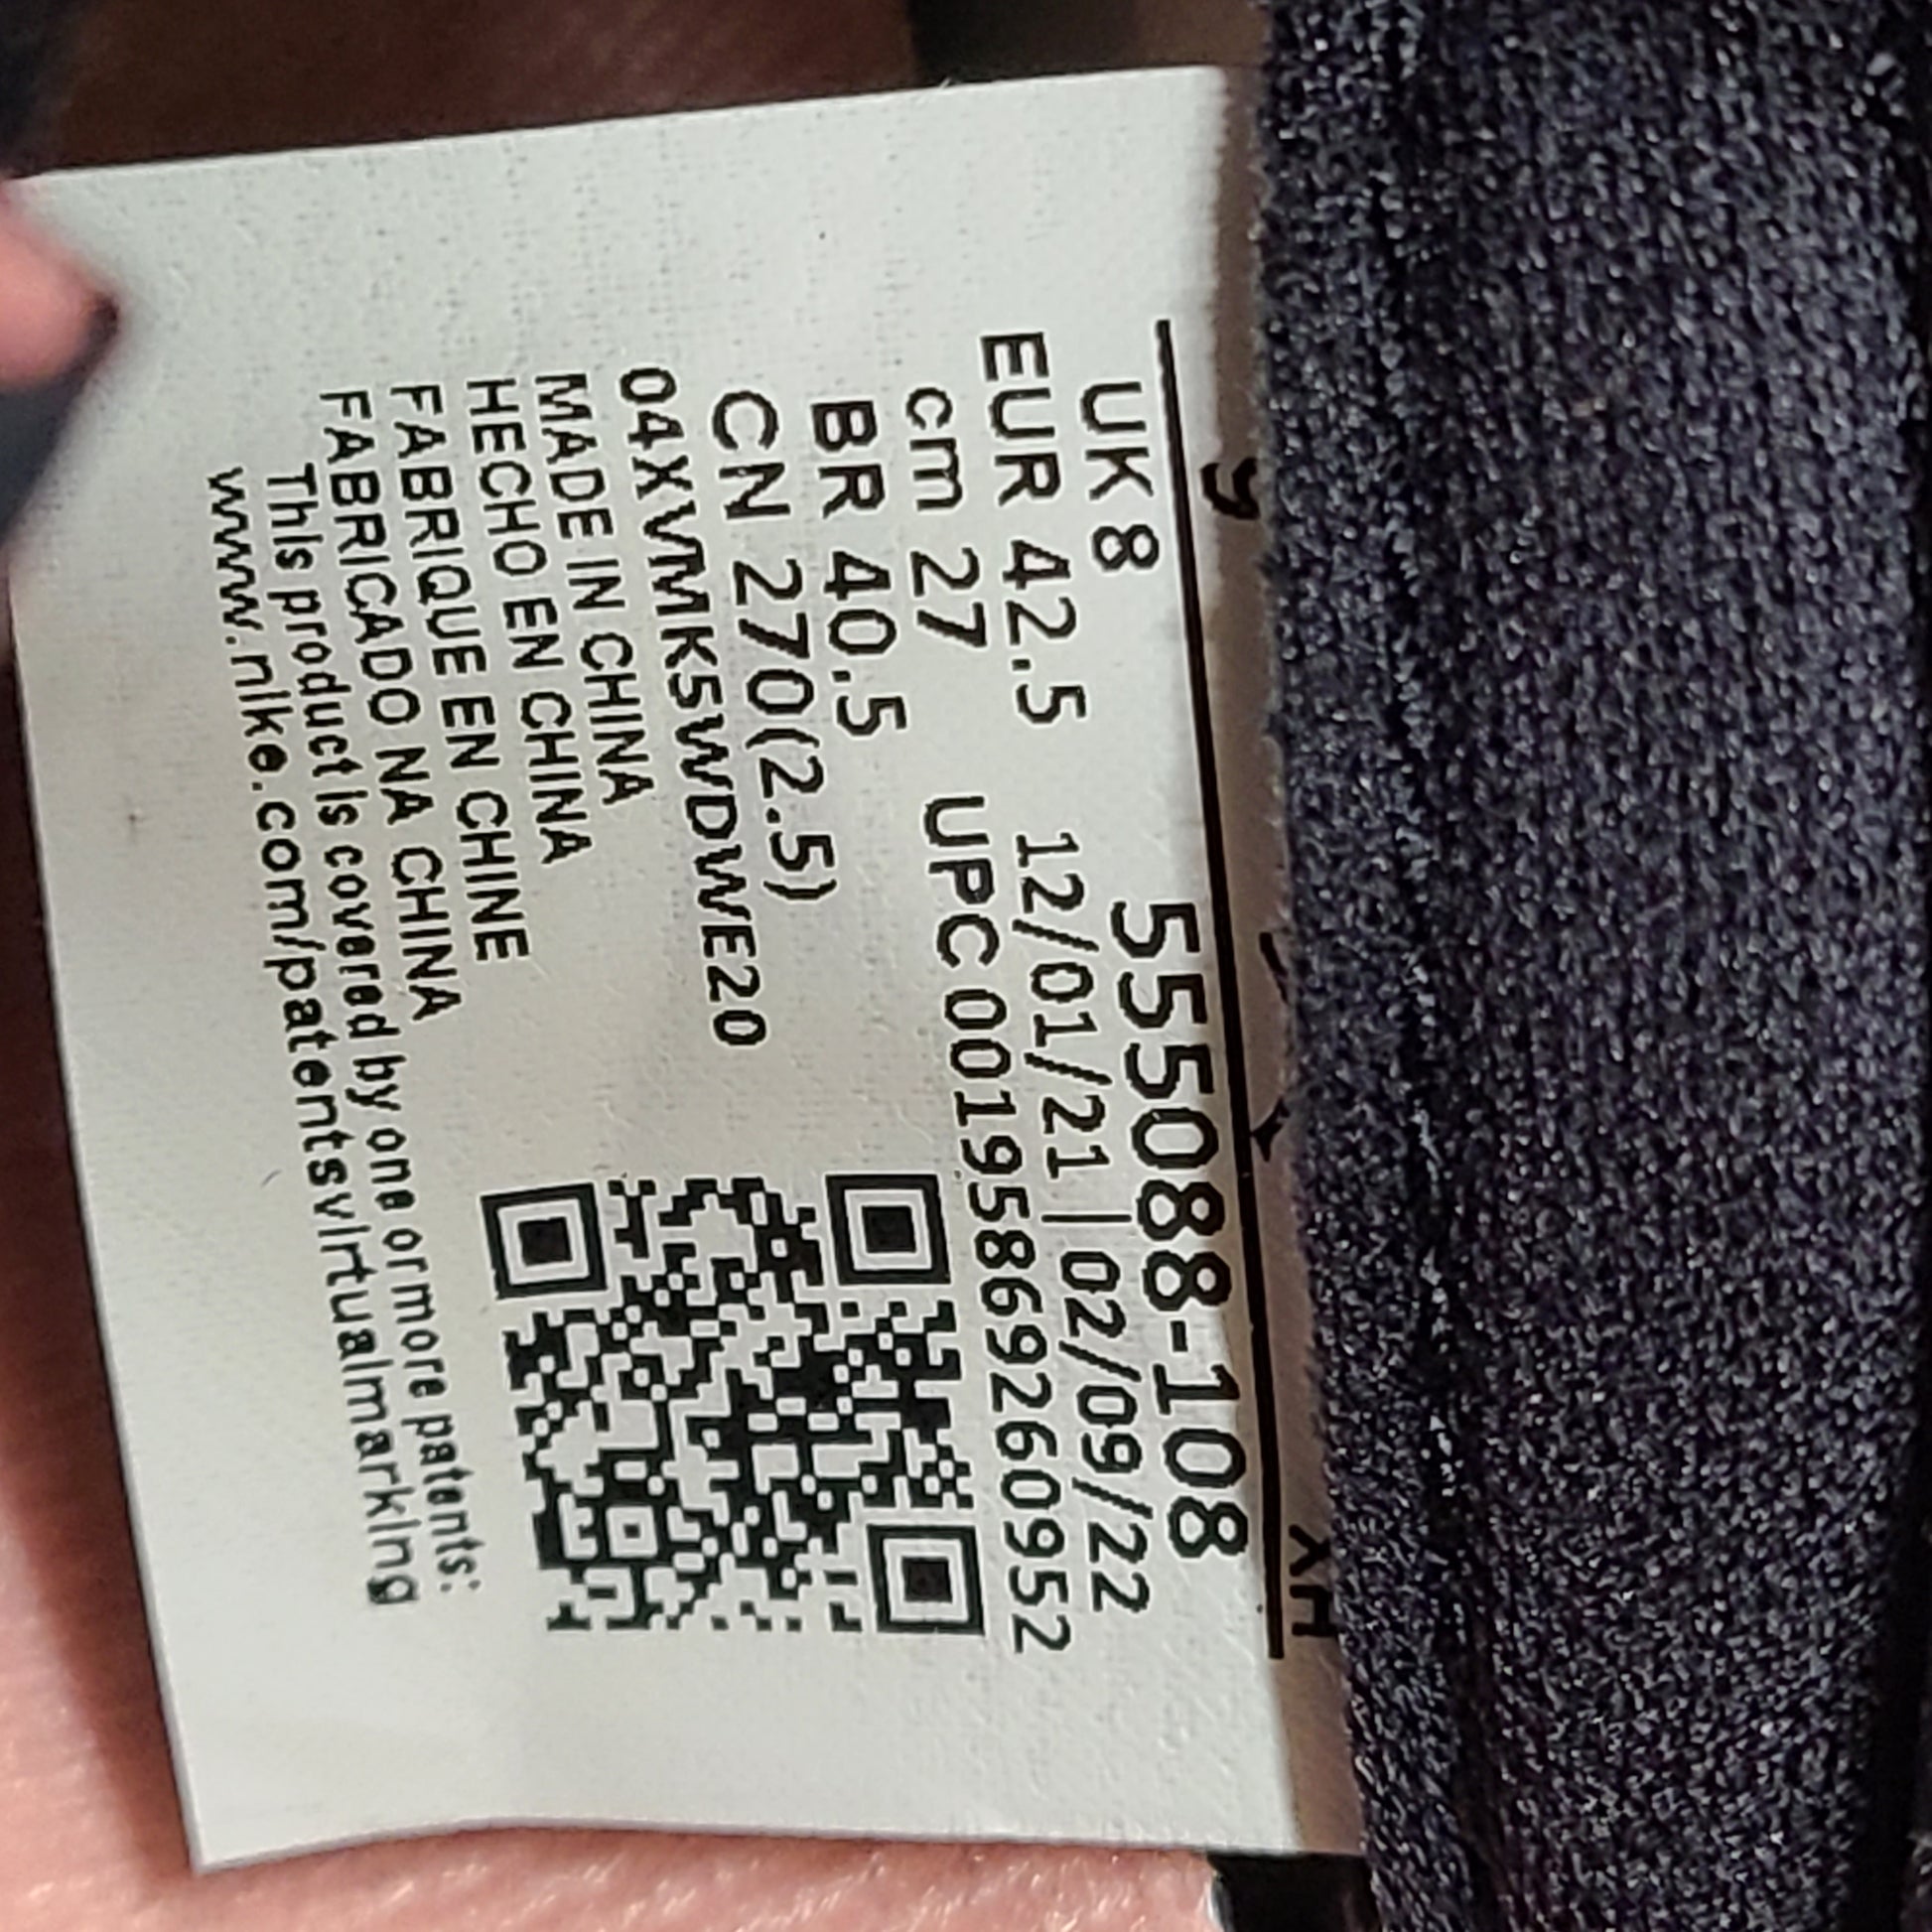 UK 8
555088-108
EUR 42.5
12/01/21 | 02/09/22
cm 27
UPC 00195869260952
BR 40.5
CN 270(2.5)
04XVMK5WDWE20
MADE IN CHINA
HECHO EN CHINA
FABRIQUE EN CHINE
FABRICADO NA CHINA
This product is covered by one or more patents:
www.nike.com/patentsvirtualmarking